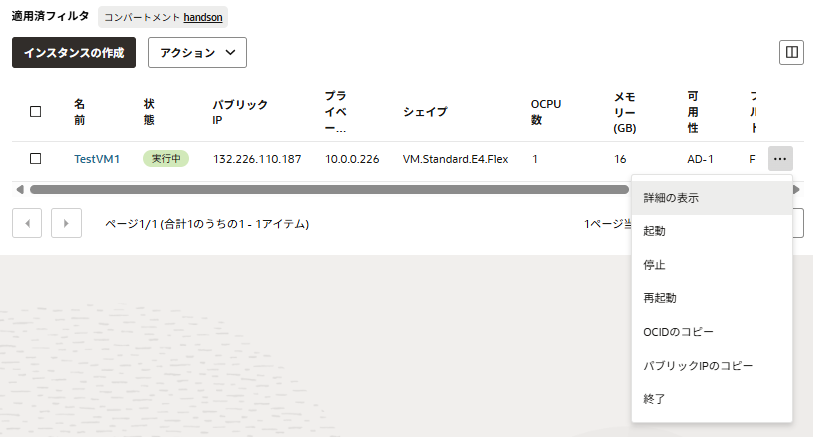 適用済フィルタ コンパートメント handson
インスタンスの作成 アクション
名前 状態 パブリックIP プライベー... シェイプ OCPU数 メモリー(GB) 可用性
TestVM1 実行中 132.226.110.187 10.0.0.226 VM.Standard.E4.Flex 1 16 AD-1 F ...
ページ1/1 (合計1のうちの1 - 1アイテム) 1ページ当
詳細の表示
起動
停止
再起動
OCIDのコピー
パブリックIPのコピー
終了